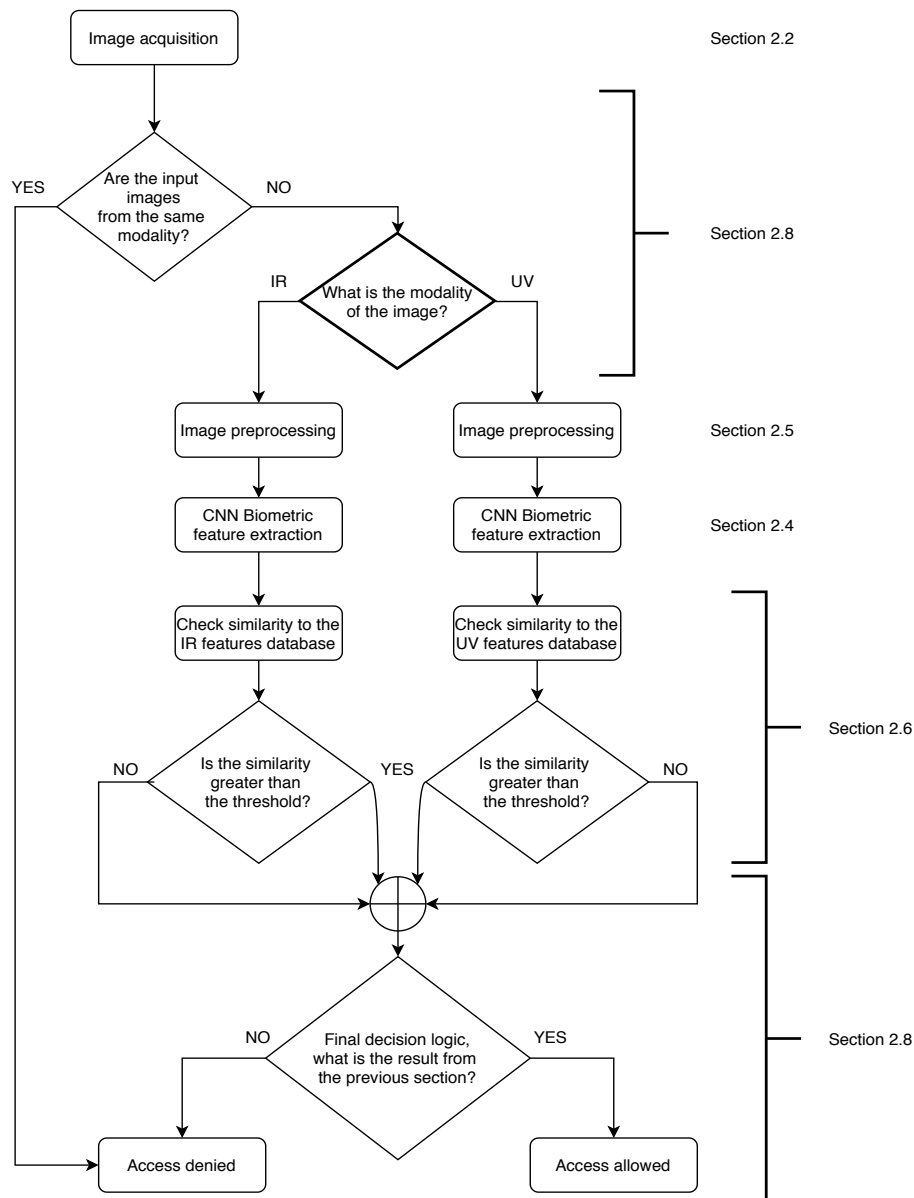 Image acquisition
Section 2.2
Are the input
images
from the same
modality?
YES
NO
Section 2.8
What is the modality
of the image?
IR
UV
Image preprocessing
Image preprocessing
Section 2.5
CNN Biometric
feature extraction
CNN Biometric
feature extraction
Section 2.4
Check similarity to the
IR features database
Check similarity to the
UV features database
Is the similarity
greater than
the threshold?
NO
YES
Is the similarity
greater than
the threshold?
NO
Section 2.6
Final decision logic,
what is the result from
the previous section?
NO
YES
Section 2.8
Access denied
Access allowed